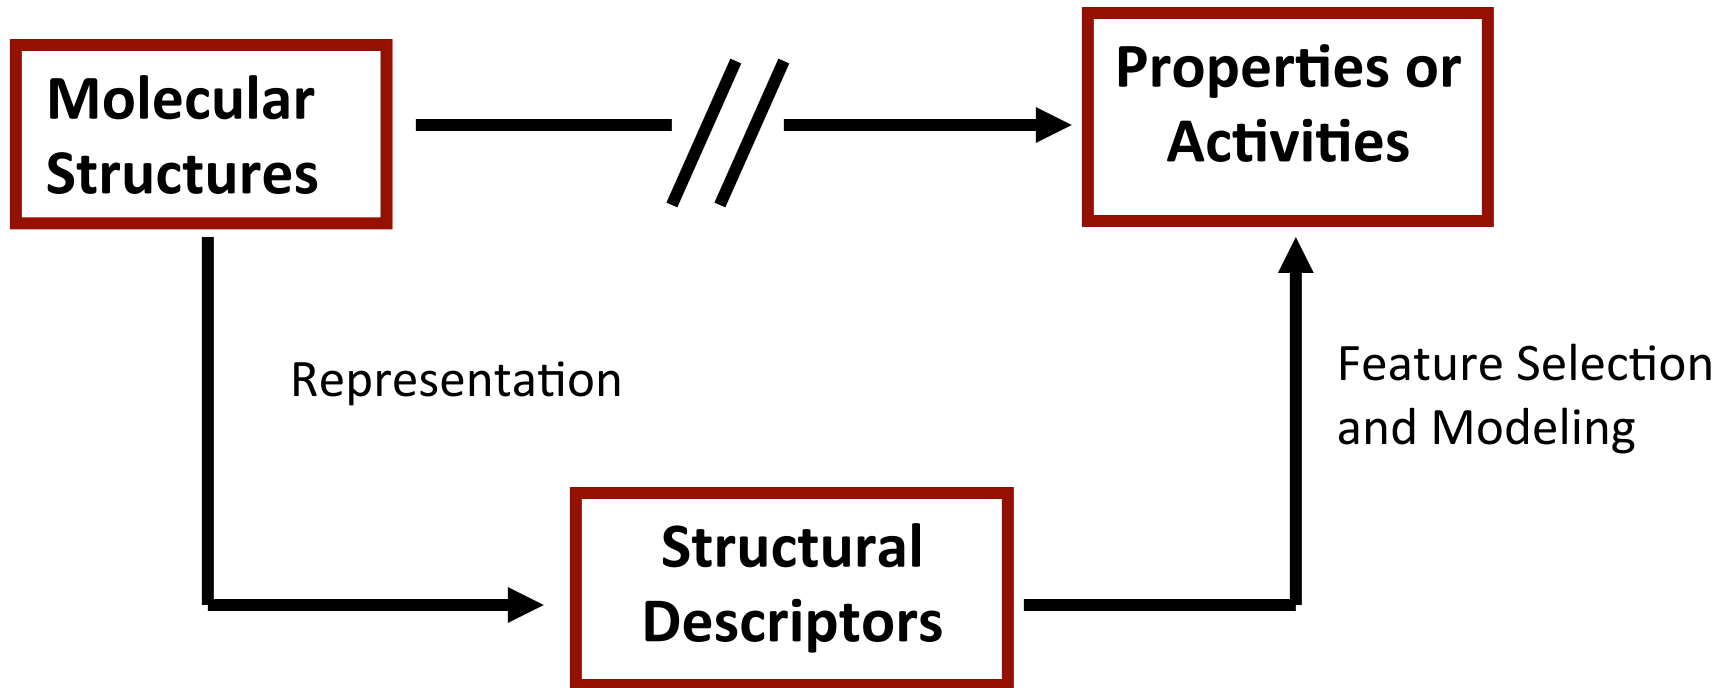 Molecular
Structures
Properties or
Activities
Representation
Feature Selection
and Modeling
Structural
Descriptors